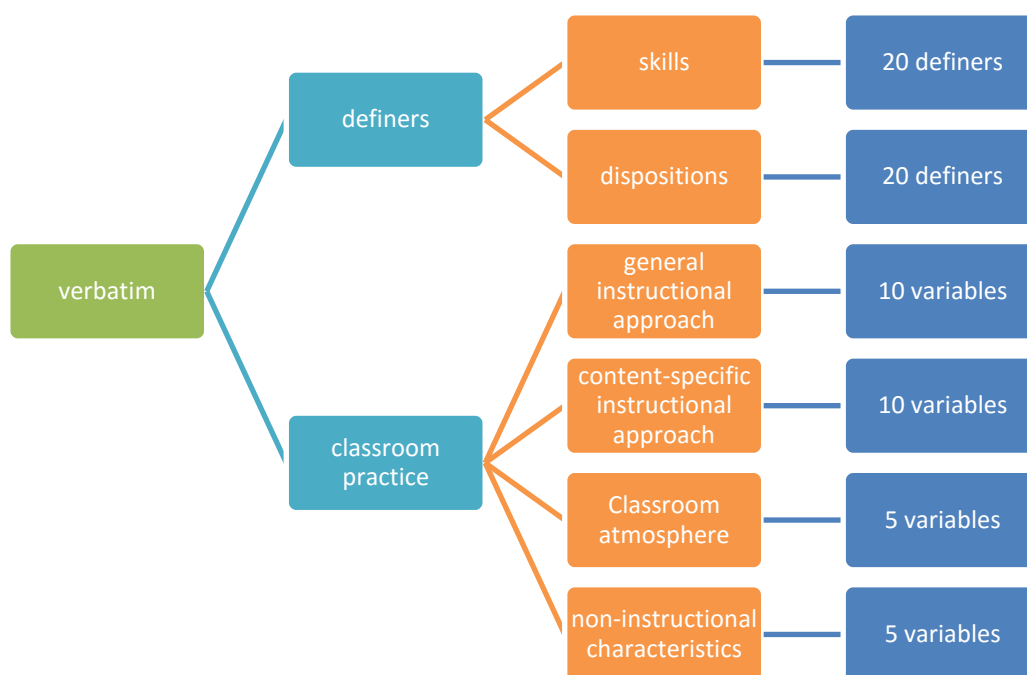 skills
20 definers
definers
dispositions
20 definers
verbatim
general
instructional
approach
10 variables
content-specific
instructional
approach
10 variables
classroom
practice
Classroom
atmosphere
5 variables
non-instructional
characteristics
5 variables